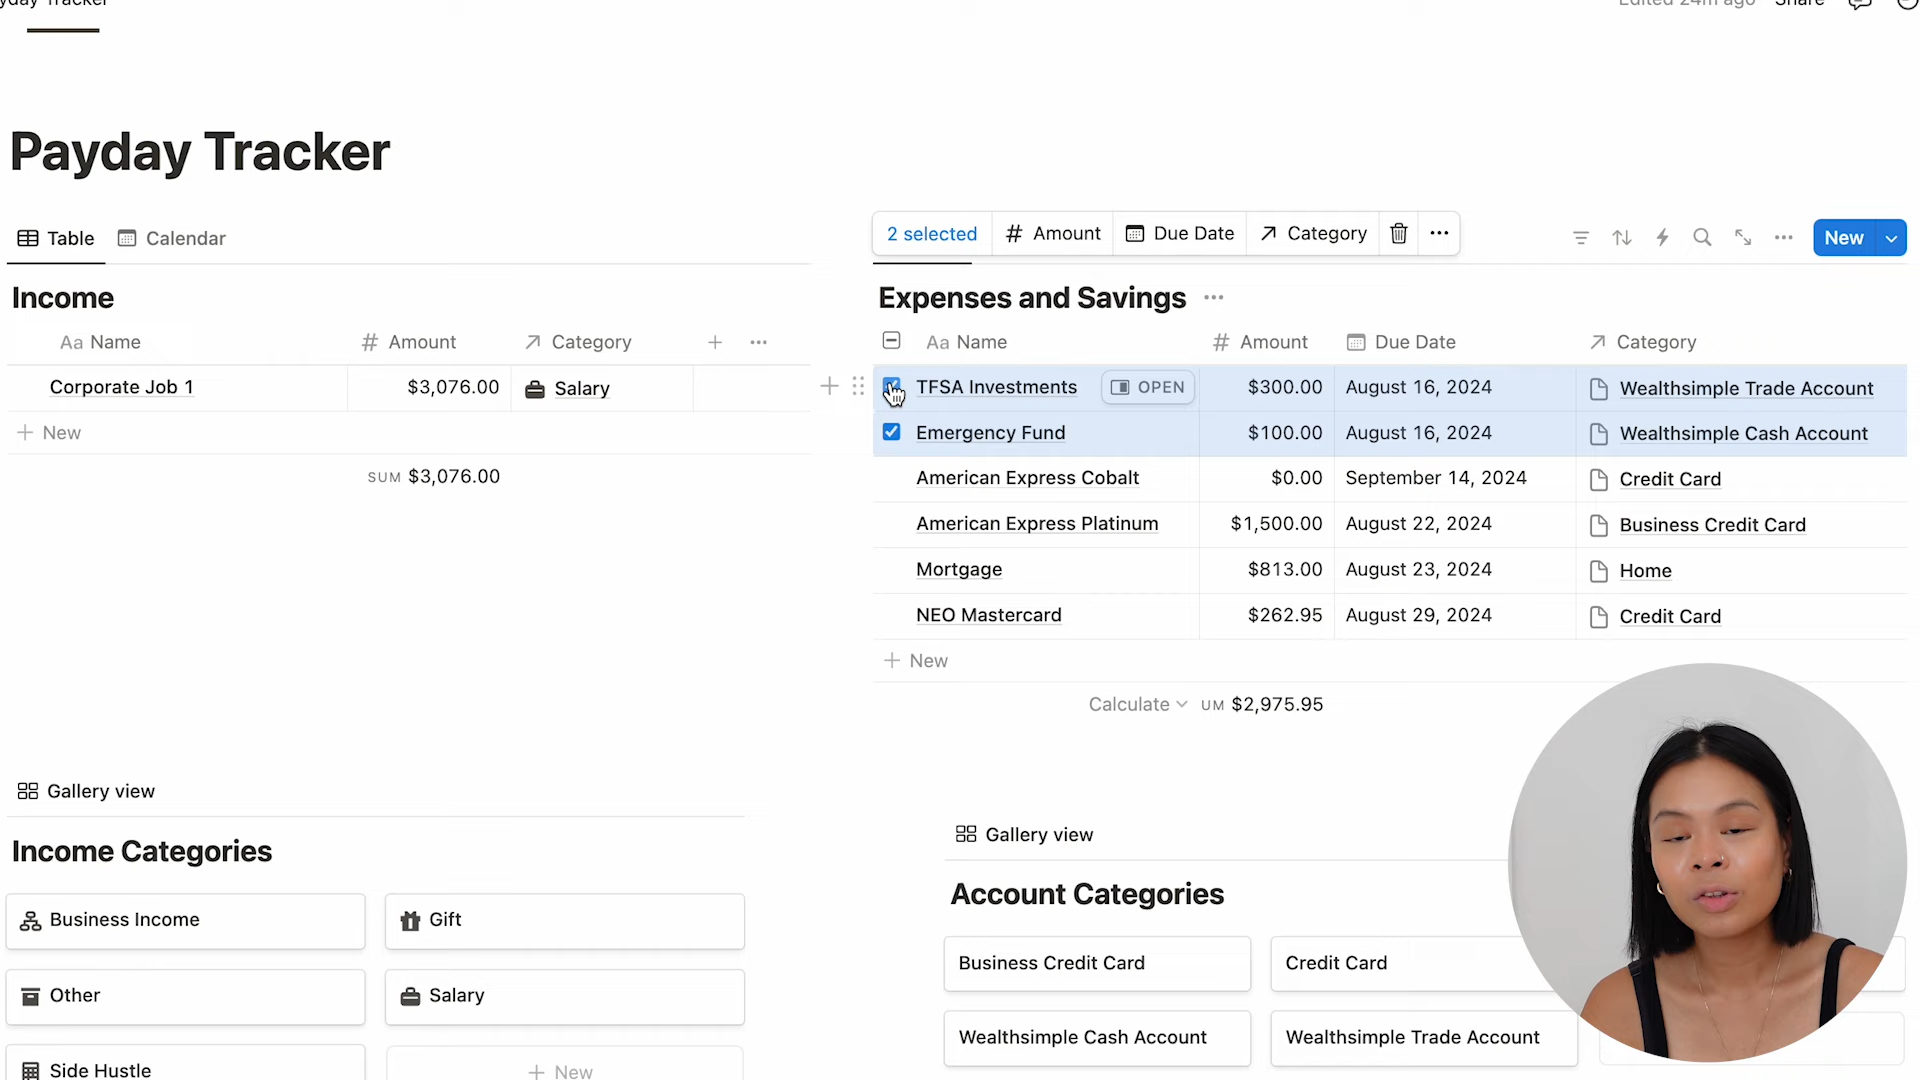 yday Tracker
Edited 24m ago Share
Payday Tracker
Table Calendar
Income
Aa Name # Amount Category
Corporate Job 1 $3,076.00 Salary
+ New
SUM $3,076.00
2 selected # Amount Due Date Category
New
Expenses and Savings
Aa Name # Amount Due Date Category
TFSA Investments OPEN $300.00 August 16, 2024 Wealthsimple Trade Account
Emergency Fund $100.00 August 16, 2024 Wealthsimple Cash Account
American Express Cobalt $0.00 September 14, 2024 Credit Card
American Express Platinum $1,500.00 August 22, 2024 Business Credit Card
Mortgage $813.00 August 23, 2024 Home
NEO Mastercard $262.95 August 29, 2024 Credit Card
+ New
Calculate UM $2,975.95
Gallery view
Income Categories
Business Income Gift
Other Salary
Side Hustle + New
Gallery view
Account Categories
Business Credit Card Credit Card
Wealthsimple Cash Account Wealthsimple Trade Account